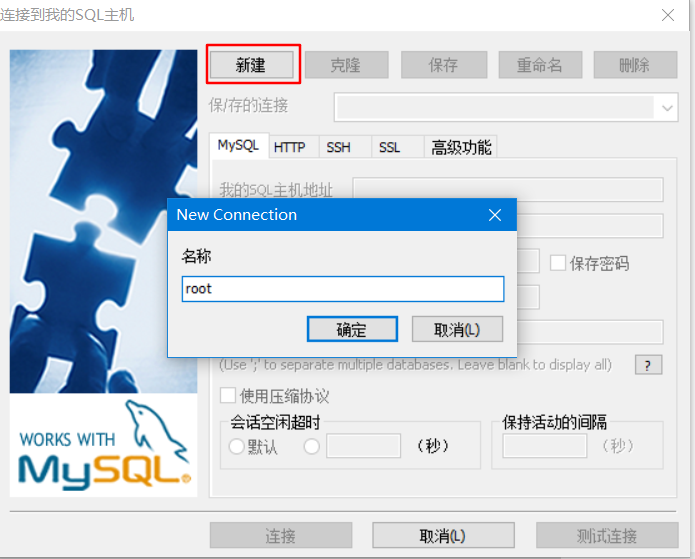 连接到我的SQL主机
新建 克隆 保存 重命名 删除
保/存的连接
MySQL HTTP SSH SSL 高级功能
我的SQL主机地址
New Connection
名称
保存密码
root
确定 取消(L)
(Use ';' to separate multiple databases. Leave blank to display all) ?
使用压缩协议
会话空闲超时 保持活动的间隔
默认 (秒) (秒)
WORKS WITH
MySQL®
连接 取消(L) 测试连接